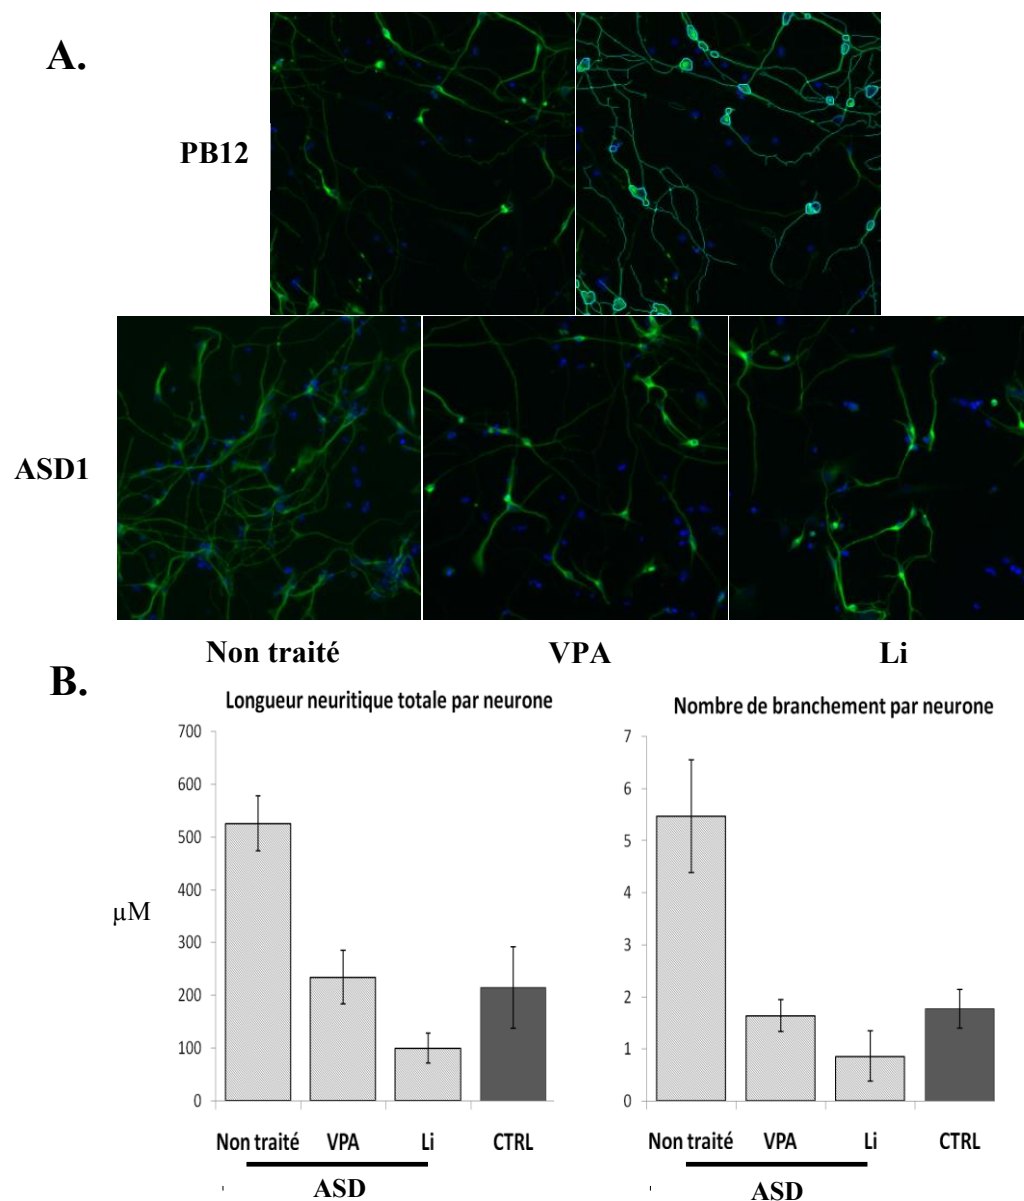 A.
PB12
ASD1
Non traité
VPA
Li
B.
Longueur neuritique totale par neurone
700
600
500
400
300
200
100
0
µM
Non traité
VPA
Li
CTRL
ASD
Nombre de branchement par neurone
7
6
5
4
3
2
1
0
Non traité
VPA
Li
CTRL
ASD